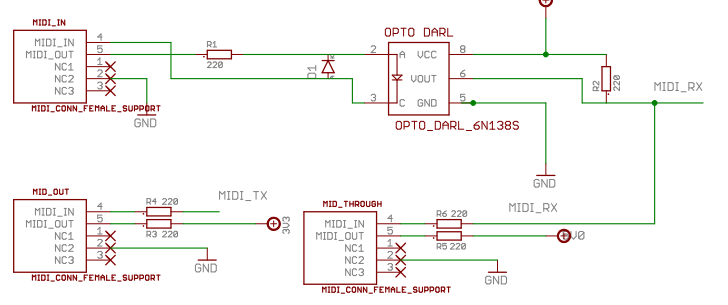 MIDI_IN
MIDI_IN 4
MIDI_OUT 5
NC1 1
NC2 2
NC3 3
MIDI_CONN_FEMALE_SUPPORT
GND
R1
220
D1
OPTO DARL
2 A VCC 8
VOUT 6
3 C GND 5
OPTO_DARL_6N138S
R2
220
MIDI_RX
GND
MID_OUT
MIDI_IN 4
MIDI_OUT 5
NC1 1
NC2 2
NC3 3
MIDI_CONN_FEMALE_SUPPORT
R4 220
R3 220
MIDI_TX
3V3
GND
MID_THROUGH
MIDI_IN 4
MIDI_OUT 5
NC1 1
NC2 2
NC3 3
MIDI_CONN_FEMALE_SUPPORT
R6 220
R5 220
MIDI_RX
GND